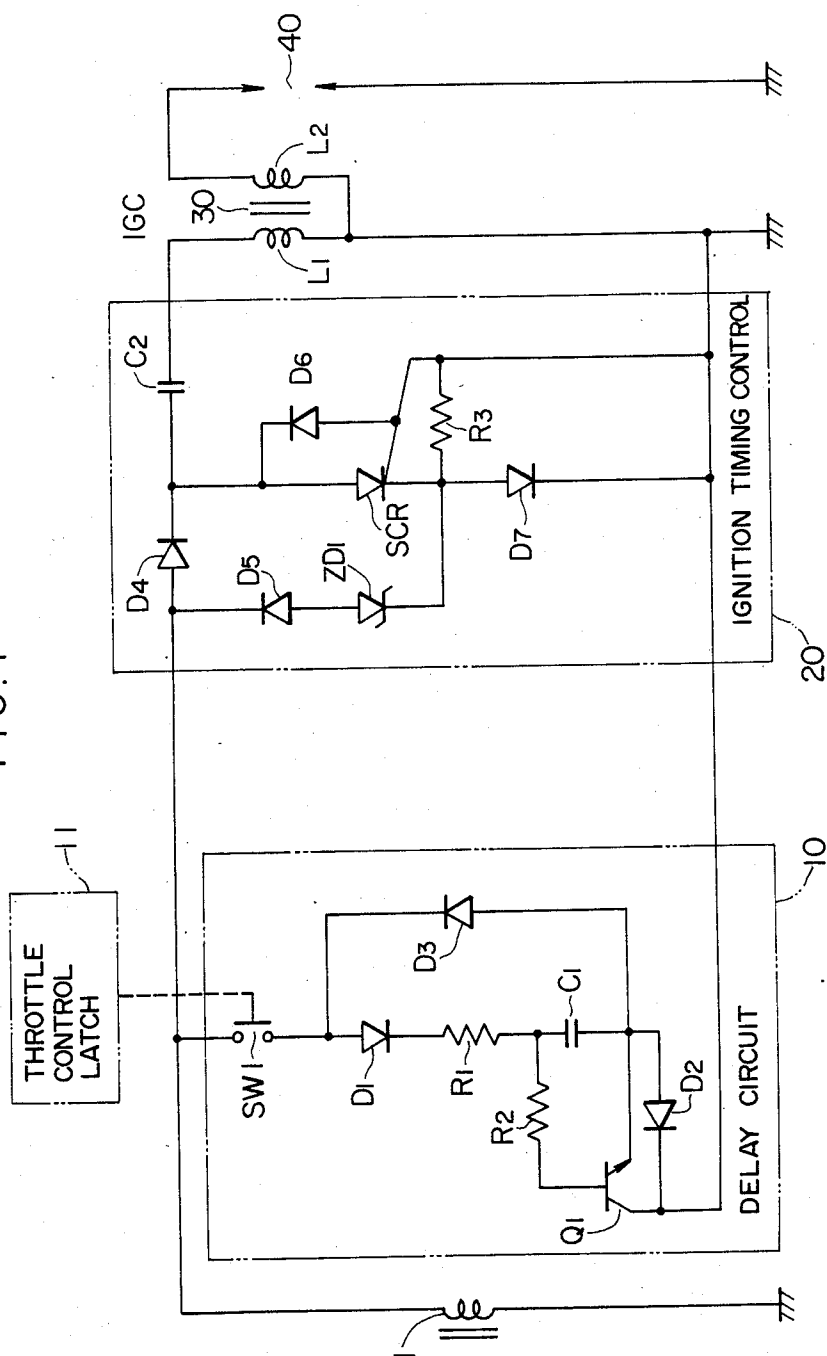 FIG. 1
THROTTLE
CONTROL
LATCH
11
SW1
D1
R1
R2
C1
D3
Q1
D2
DELAY CIRCUIT
10
1
D4
D5
ZD1
SCR
D6
R3
D7
C2
IGNITION TIMING CONTROL
20
IGC
30
L1
L2
40